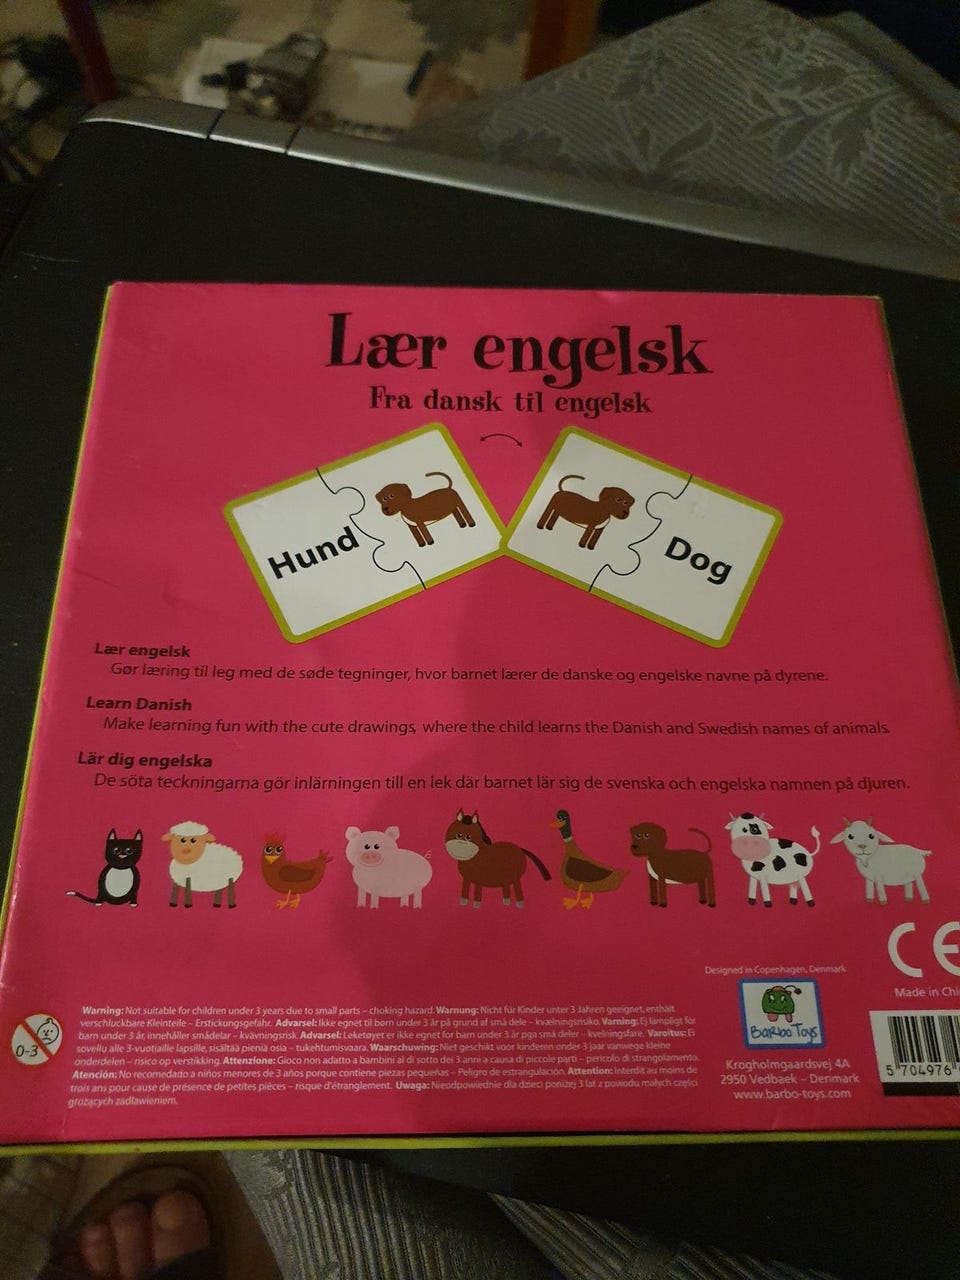 Lær engelsk
Fra dansk til engelsk
Hund
Dog
Lær engelsk
Gør læring til leg med de søde tegninger, hvor barnet lærer de danske og engelske navne på dyrene.
Learn Danish
Make learning fun with the cute drawings, where the child learns the Danish and Swedish names of animals.
Lär dig engelska
De söta teckningarna gör inlärningen till en lek där barnet lär sig de svenska och engelska namnen på djuren.
CE
Designed in Copenhagen, Denmark
Made in Chi
Barbo Toys
Krogholmgaardsvej 4A
2950 Vedbaek – Denmark
www.barbo-toys.com
5 704976
0-3
Warning: Not suitable for children under 3 years due to small parts – choking hazard. Warnung: Nicht für Kinder unter 3 Jahren geeignet, enthält
verschluckbare Kleinteile – Erstickungsgefahr. Advarsel: Ikke egnet til børn under 3 år på grund af små dele – kvælningsrisiko. Varning: Ej lämpligt för
barn under 3 år, innehåller smådelar – kvävningsrisk. Advarsel: Leketøyet er ikke egnet for barn under 3 år pga små deler – kvelningsfare. Varoitus: Ei
sovellu alle 3-vuotiaille lapsille, sisältää pieniä osia – tukehtumisvaara. Waarschuwing: Niet geschikt voor kinderen under 3 jaar vanwege kleine
onderdelen – risico op verstikking. Attenzione: Gioco non adatto a bambini al di sotto dei 3 anni a causa di piccole parti – pericolo di strangolamento.
Atención: No recomendado a niños menores de 3 años porque contiene piezas pequeñas – Peligro de estrangulación. Attention: Interdit au moins de
trois ans pour cause de présence de petites pièces – risque d'étranglement. Uwaga: Nieodpowiednie dla dzieci poniżej 3 lat z powodu małych części
grożących zadławieniem.